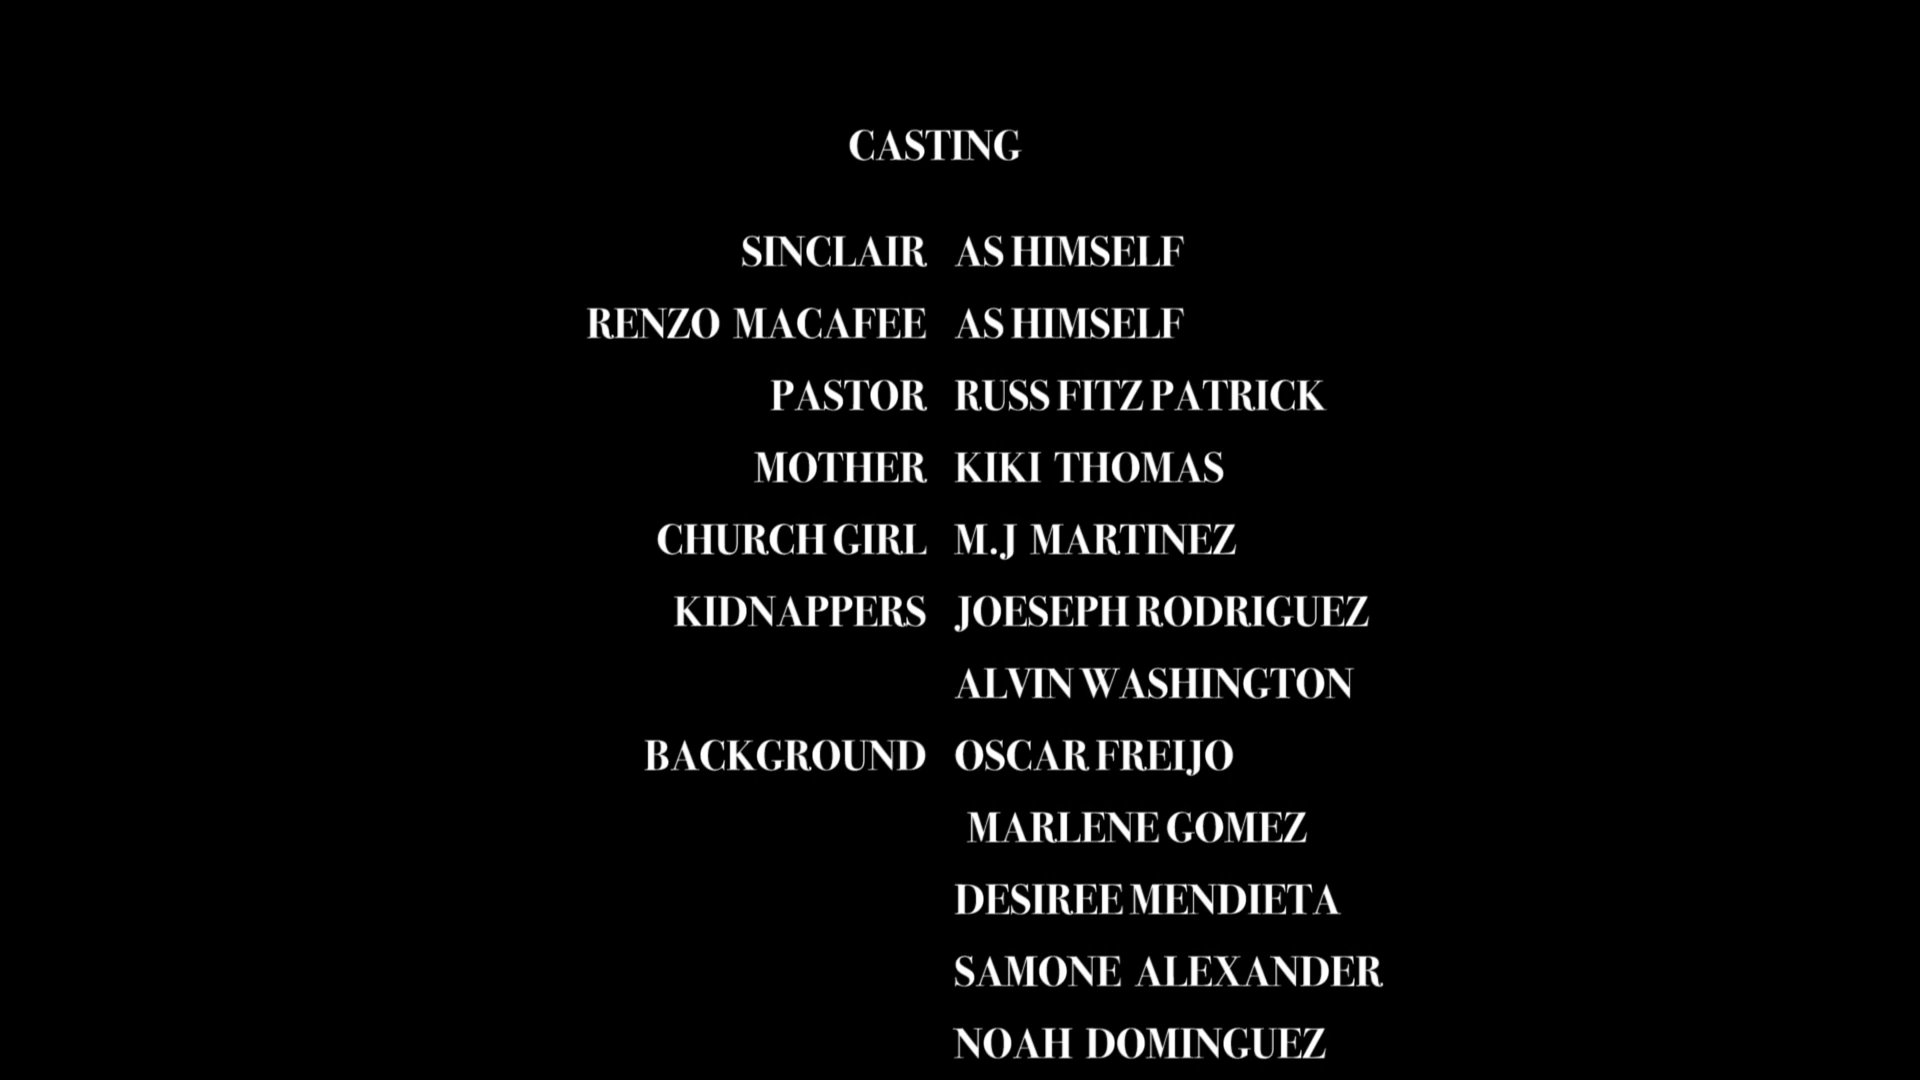 CASTING
SINCLAIR AS HIMSELF
RENZO MACAFEE AS HIMSELF
PASTOR RUSS FITZ PATRICK
MOTHER KIKI THOMAS
CHURCH GIRL M.J MARTINEZ
KIDNAPPERS JOESEPH RODRIGUEZ
ALVIN WASHINGTON
BACKGROUND OSCAR FREIJO
MARLENE GOMEZ
DESIREE MENDIETA
SAMONE ALEXANDER
NOAH DOMINGUEZ